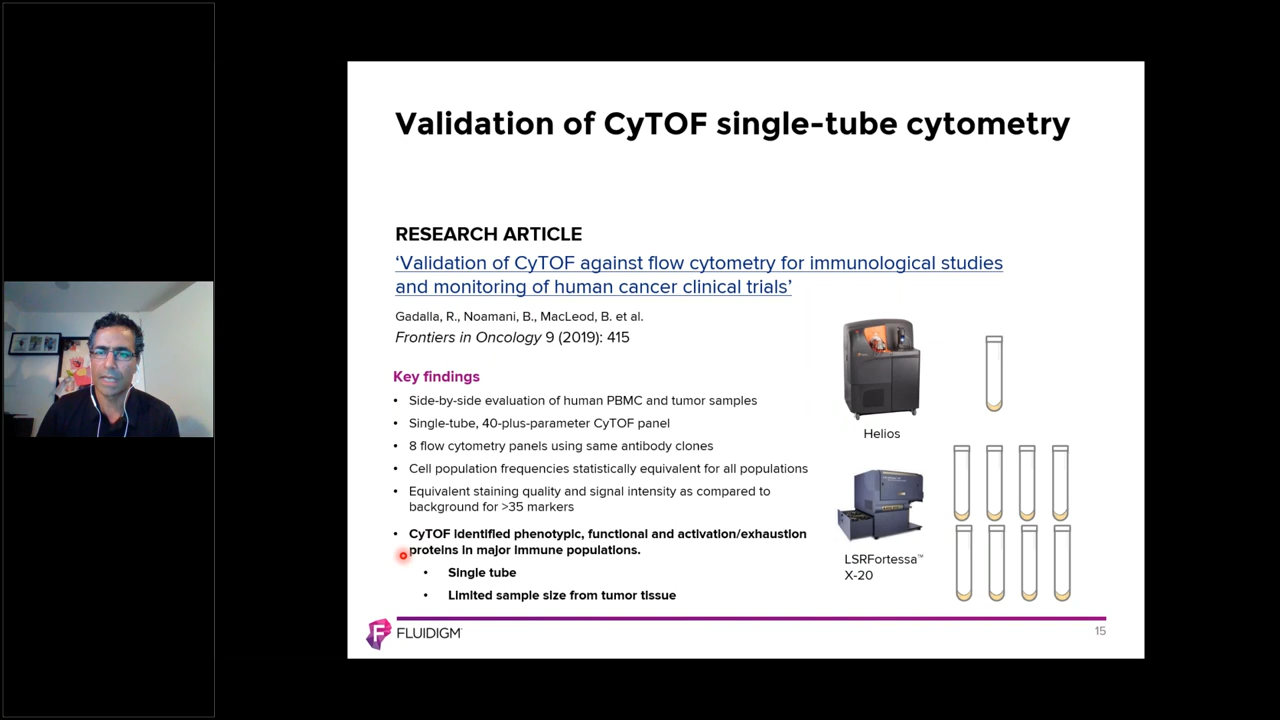 Validation of CyTOF single-tube cytometry
RESEARCH ARTICLE
‘Validation of CyTOF against flow cytometry for immunological studies
and monitoring of human cancer clinical trials’
Gadalla, R., Noamani, B., MacLeod, B. et al.
Frontiers in Oncology 9 (2019): 415
Key findings
• Side-by-side evaluation of human PBMC and tumor samples
• Single-tube, 40-plus-parameter CyTOF panel
• 8 flow cytometry panels using same antibody clones
• Cell population frequencies statistically equivalent for all populations
• Equivalent staining quality and signal intensity as compared to
background for >35 markers
• CyTOF identified phenotypic, functional and activation/exhaustion
proteins in major immune populations.
• Single tube
• Limited sample size from tumor tissue
Helios
LSRFortessa™
X-20
FLUIDIGM
15